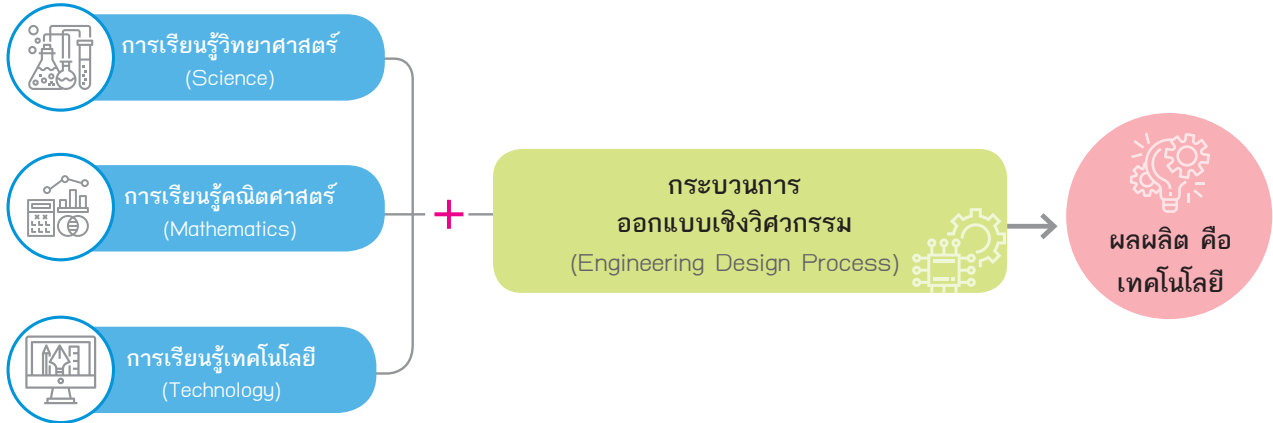 การเรียนรู้วิทยาศาสตร์
(Science)
การเรียนรู้คณิตศาสตร์
(Mathematics)
การเรียนรู้เทคโนโลยี
(Technology)
+
กระบวนการ
ออกแบบเชิงวิศวกรรม
(Engineering Design Process)
ผลผลิต คือ
เทคโนโลยี